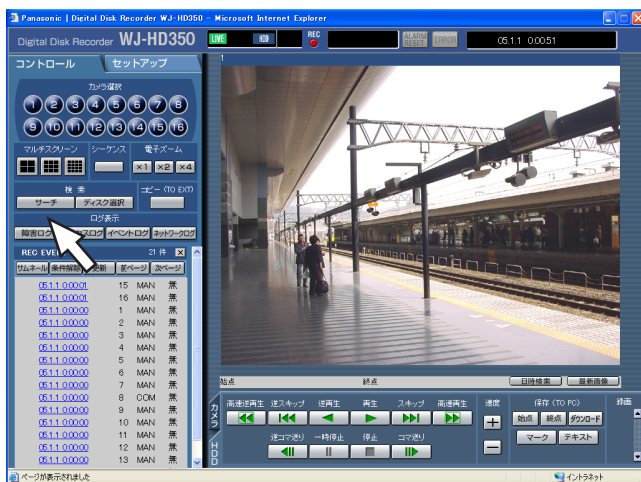 Panasonic | Digital Disk Recorder WJ-HD350 - Microsoft Internet Explorer
Digital Disk Recorder WJ-HD350
LIVE HDD REC ALARM RESET ERROR 05.1.1 0:00:51
コントロール セットアップ
1
カメラ選択
1 2 3 4 5 6 7 8
9 10 11 12 13 14 15 16
マルチスクリーン シーケンス 電子ズーム
×1 ×2 ×4
検 索 コピー (TO EXT)
サーチ ディスク選択
ログ表示
障害ログ スログ イベントログ ネットワークログ
REC EVE 21 件
サムネール 条件解除 更新 前ページ 次ページ
05.1.1 0:00:01 15 MAN 無
05.1.1 0:00:01 16 MAN 無
05.1.1 0:00:00 1 MAN 無
05.1.1 0:00:00 2 MAN 無
05.1.1 0:00:00 3 MAN 無
05.1.1 0:00:00 4 MAN 無
05.1.1 0:00:00 5 MAN 無
05.1.1 0:00:00 6 MAN 無
05.1.1 0:00:00 7 MAN 無
05.1.1 0:00:00 8 COM 無
05.1.1 0:00:00 9 MAN 無
05.1.1 0:00:00 10 MAN 無
05.1.1 0:00:00 11 MAN 無
05.1.1 0:00:00 12 MAN 無
05.1.1 0:00:00 13 MAN 無
始点 終点 日時検索 最新画像
カメラ
HDD
高速逆再生 逆スキップ 逆再生 再生 スキップ 高速再生 速度 保存 (TO PC) 録画
始点 終点 ダウンロード
逆コマ送り 一時停止 停止 コマ送り
マーク テキスト
ページが表示されました イントラネット